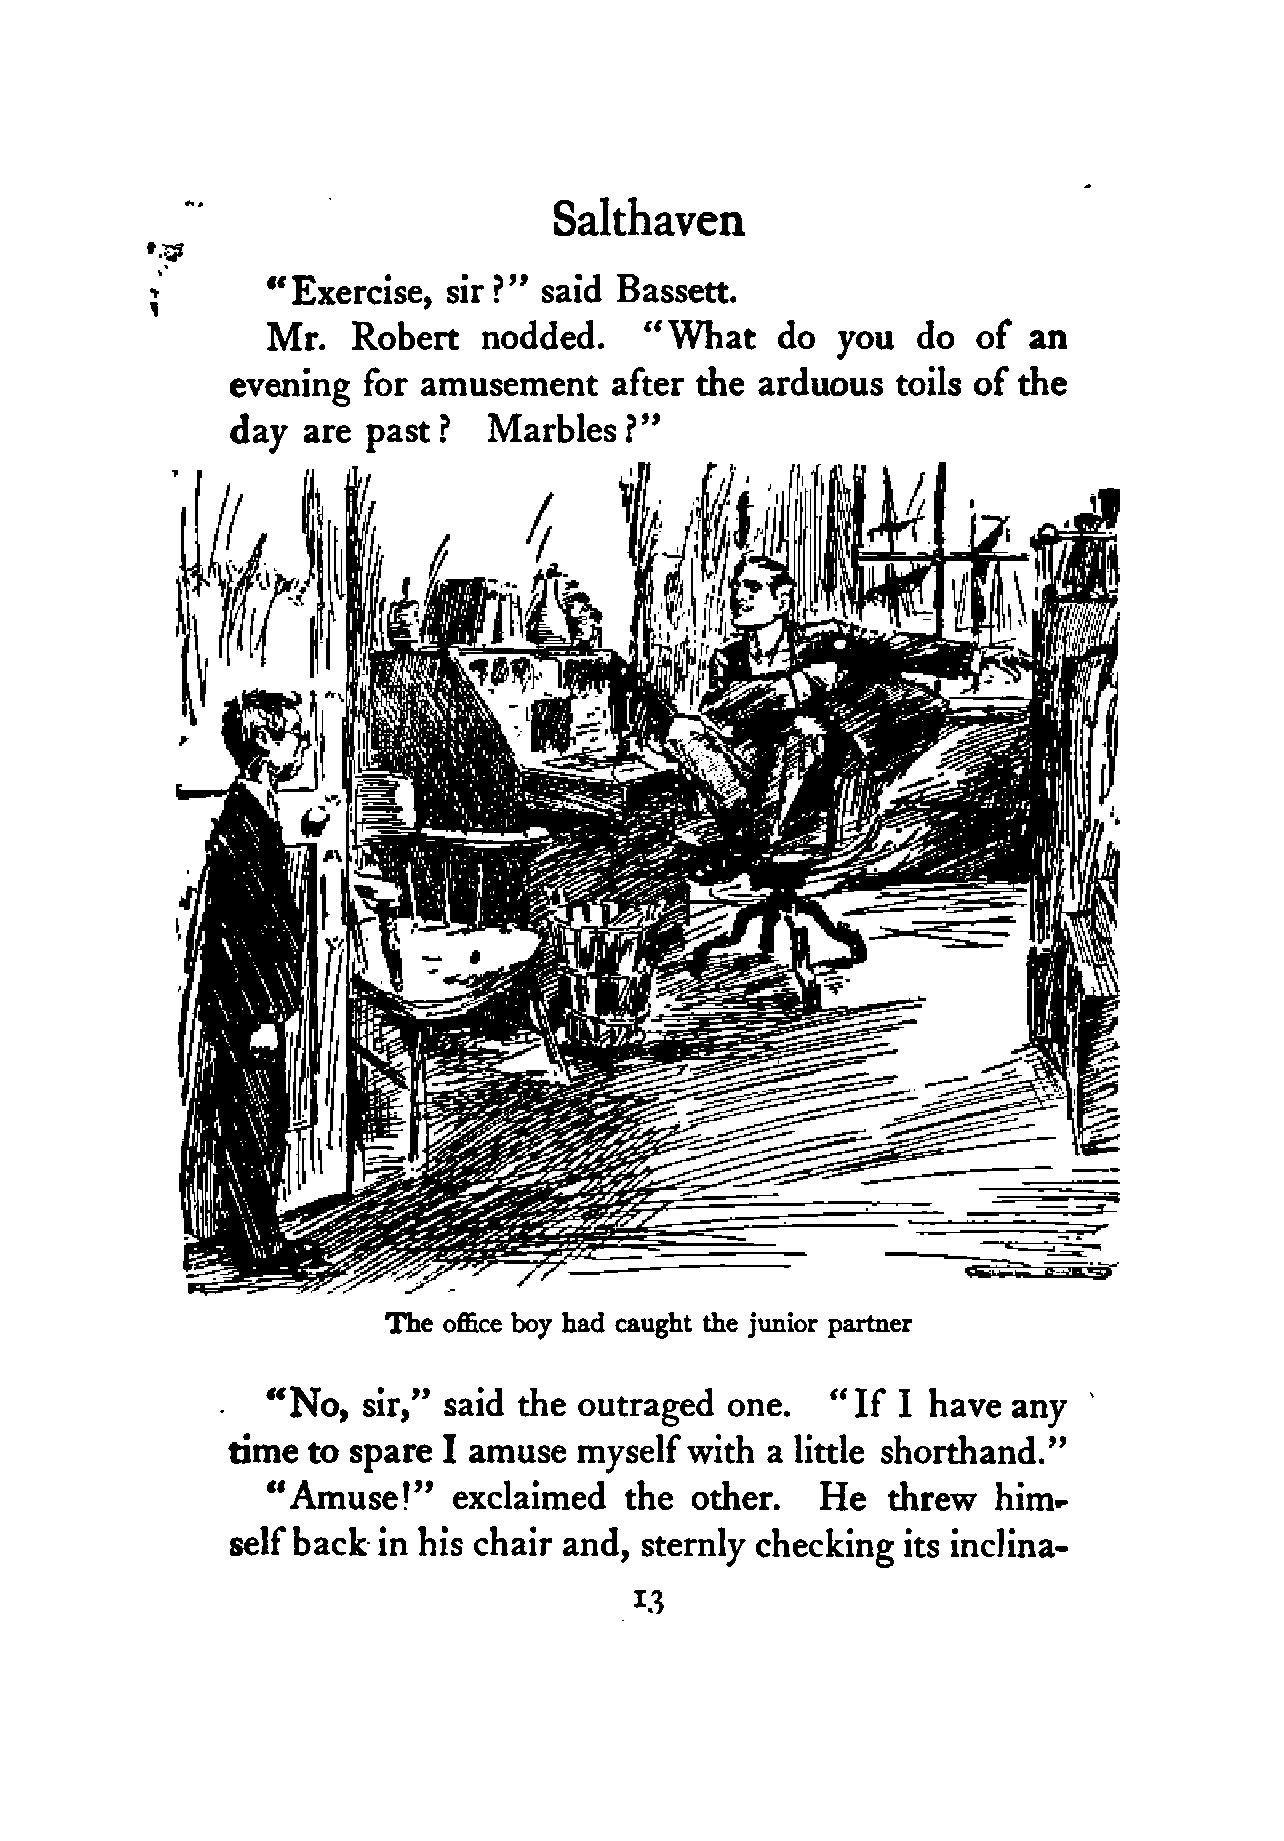 Salthaven
“Exercise, sir?” said Bassett.
Mr. Robert nodded. “What do you do of an
evening for amusement after the arduous toils of the
day are past? Marbles?”
The office boy had caught the junior partner
“No, sir,” said the outraged one. “If I have any
time to spare I amuse myself with a little shorthand.”
“Amuse!” exclaimed the other. He threw him-
self back in his chair and, sternly checking its inclina-
13